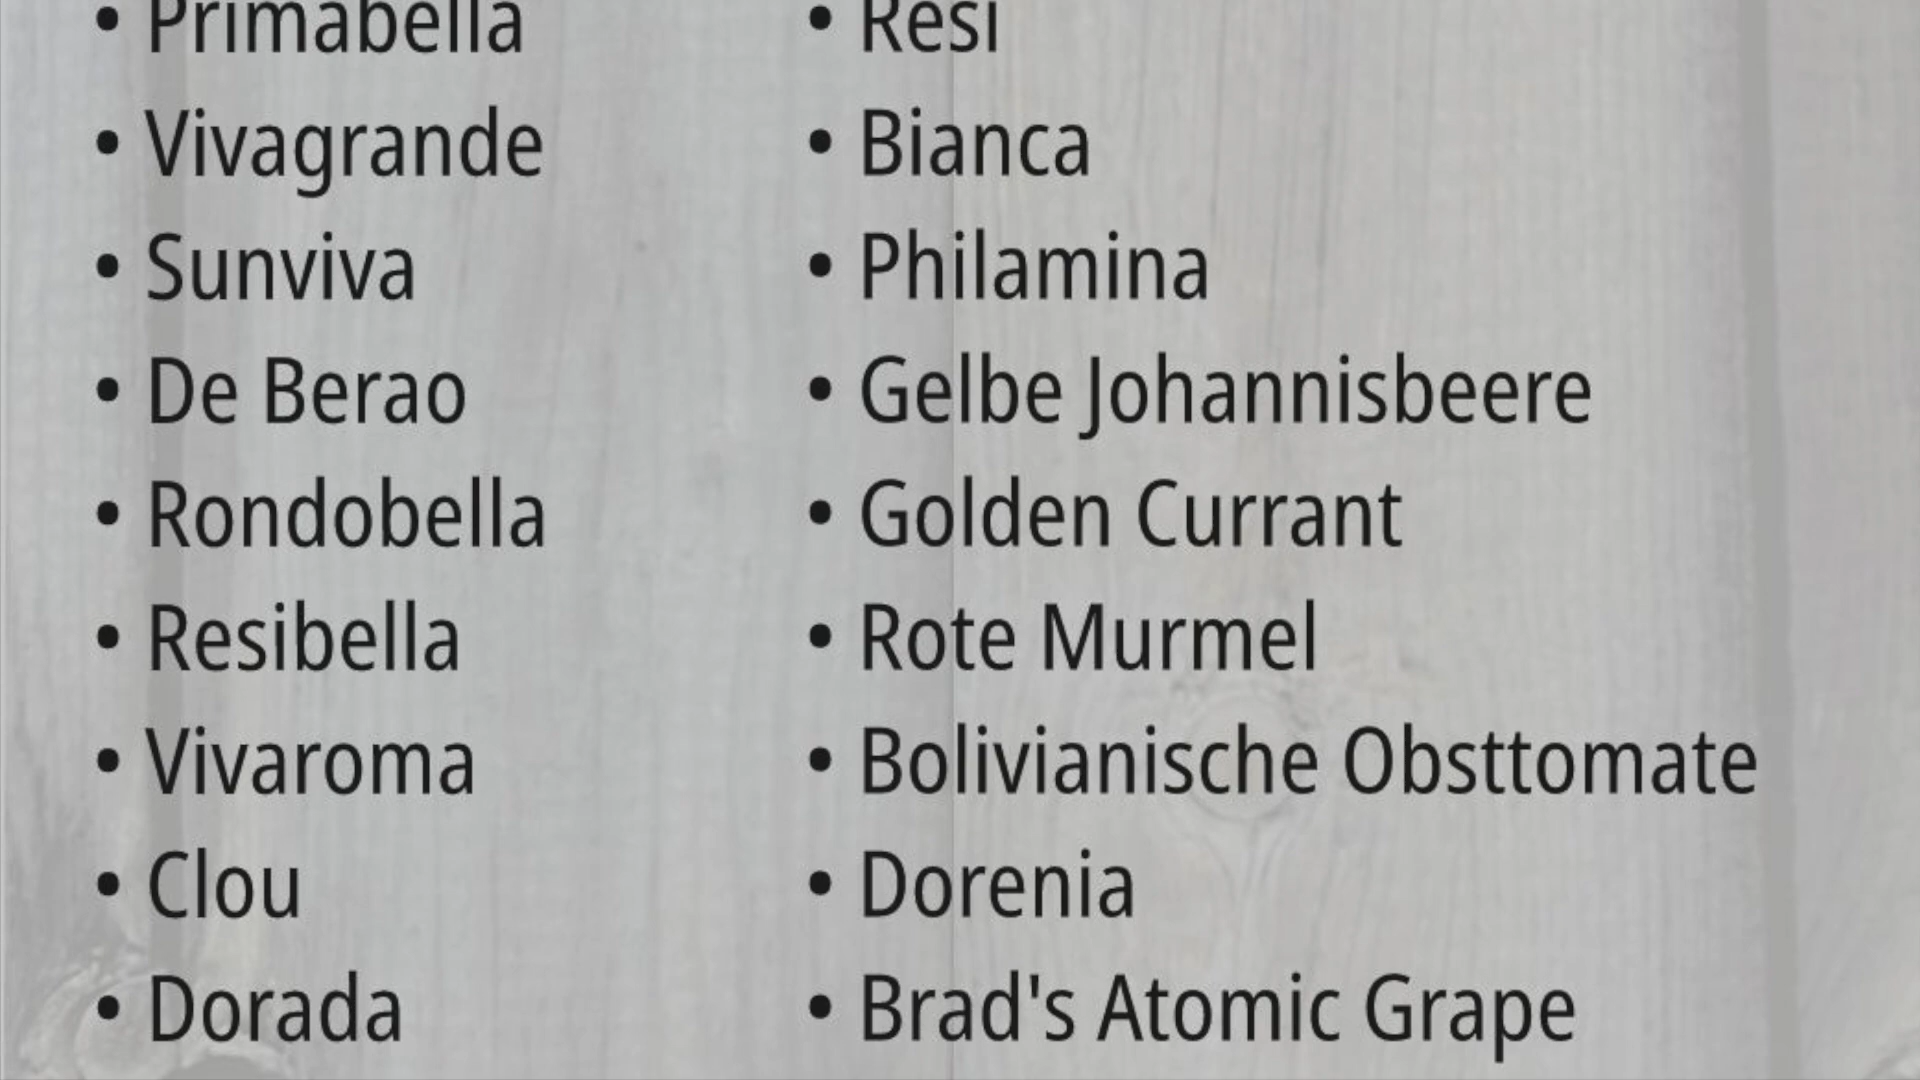 • Primabella
• Vivagrande
• Sunviva
• De Berao
• Rondobella
• Resibella
• Vivaroma
• Clou
• Dorada
• Resi
• Bianca
• Philamina
• Gelbe Johannisbeere
• Golden Currant
• Rote Murmel
• Bolivianische Obsttomate
• Dorenia
• Brad's Atomic Grape